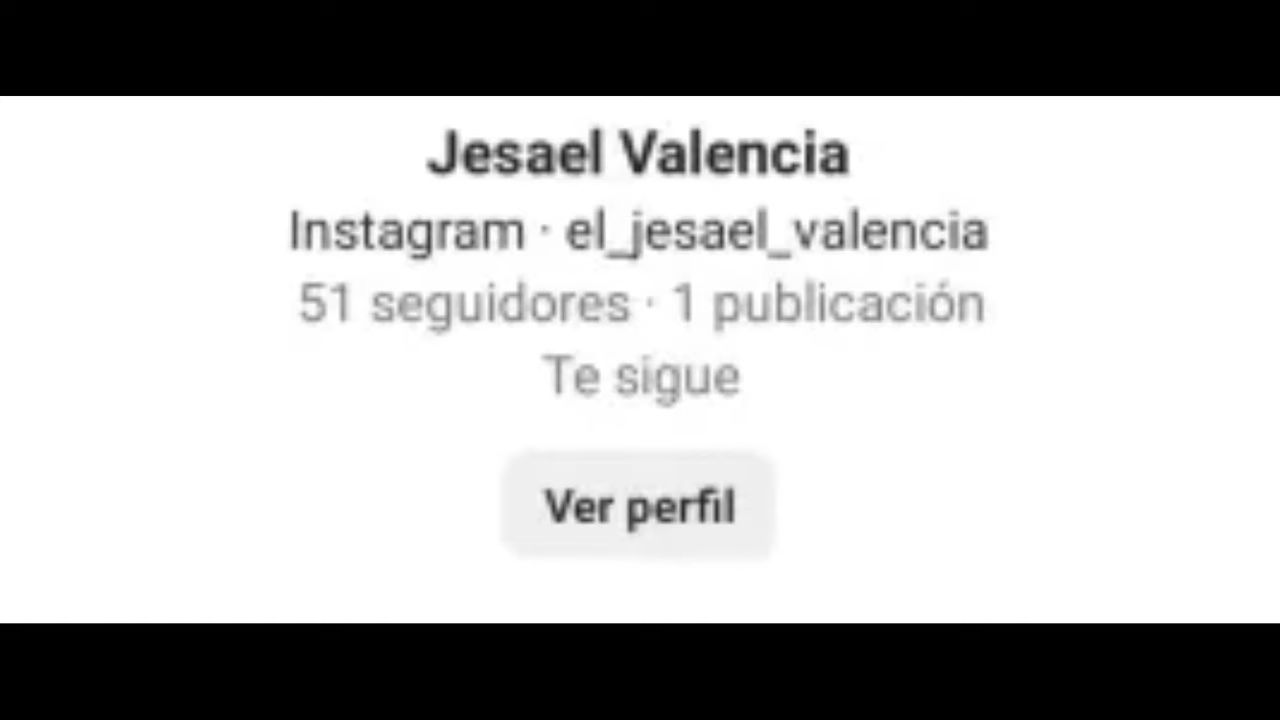 Jesael Valencia
Instagram · el_jesael_valencia
51 seguidores · 1 publicación
Te sigue
Ver perfil